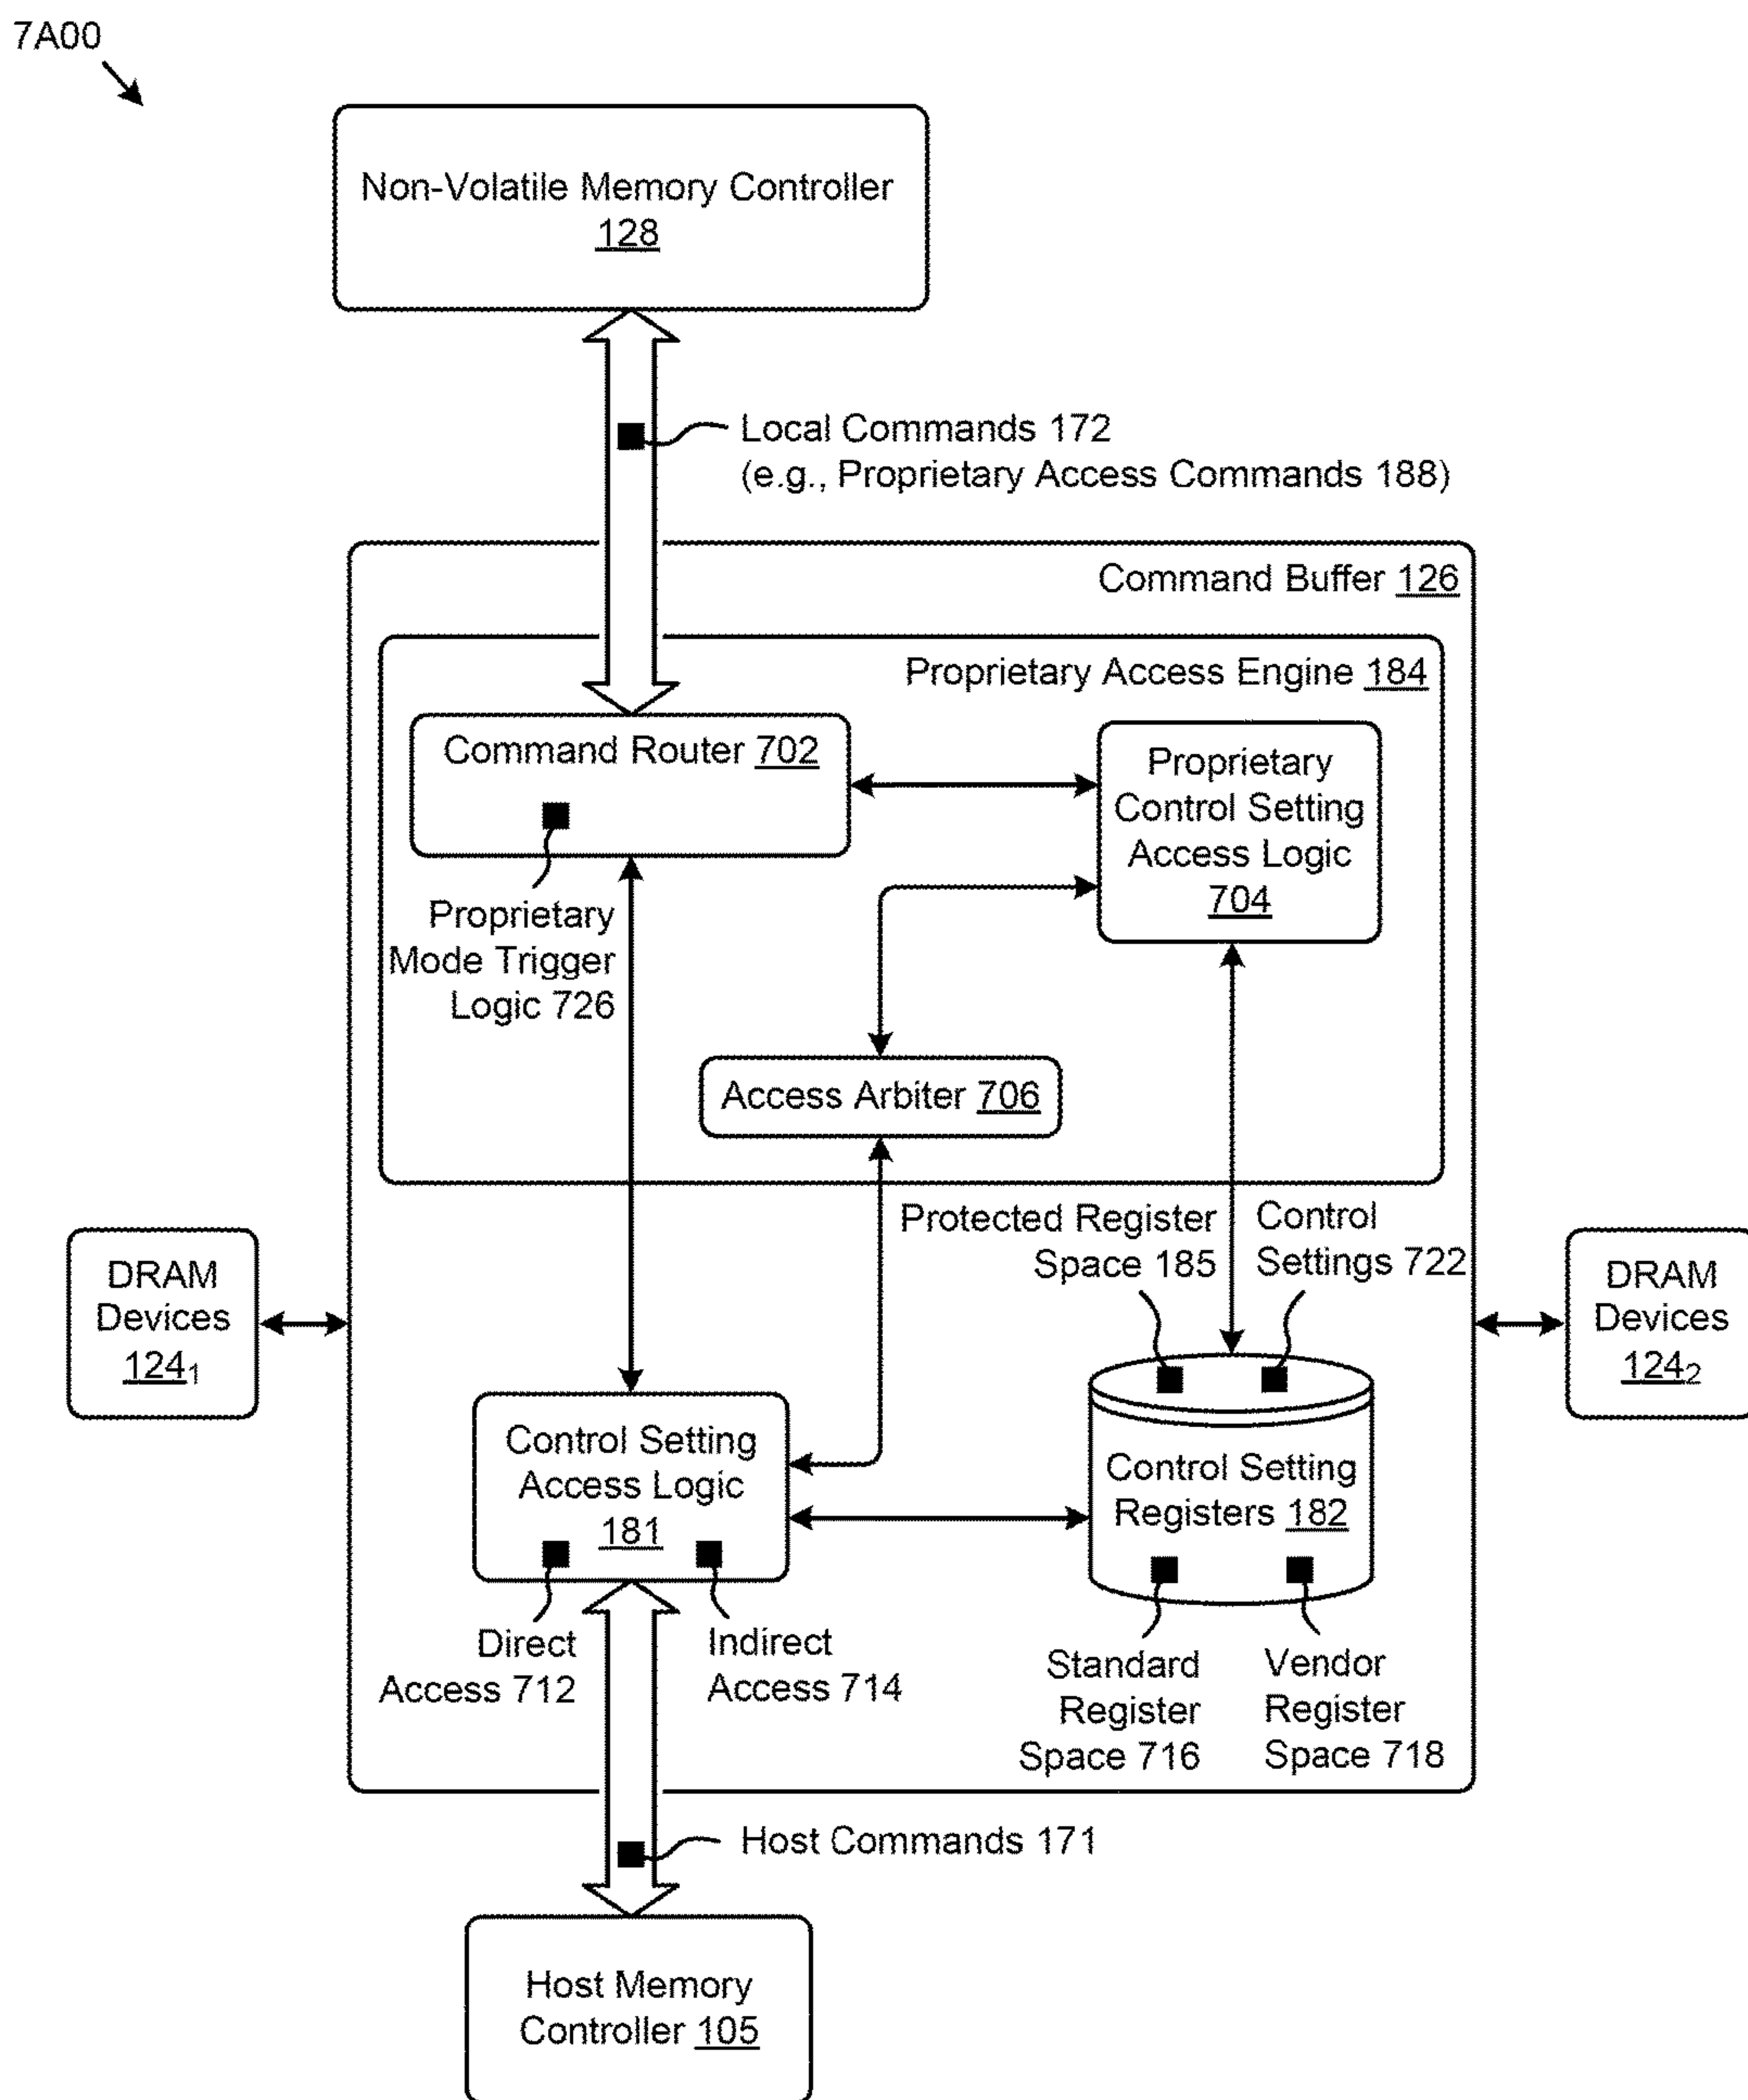 7A00
Non-Volatile Memory Controller
128
Local Commands 172
(e.g., Proprietary Access Commands 188)
Command Buffer 126
Proprietary Access Engine 184
Command Router 702
Proprietary
Control Setting
Access Logic
704
Proprietary
Mode Trigger
Logic 726
Access Arbiter 706
Protected Register
Space 185
Control
Settings 722
DRAM
Devices
124₁
DRAM
Devices
124₂
Control Setting
Access Logic
181
Control Setting
Registers 182
Direct
Access 712
Indirect
Access 714
Standard
Register
Space 716
Vendor
Register
Space 718
Host Commands 171
Host Memory
Controller 105